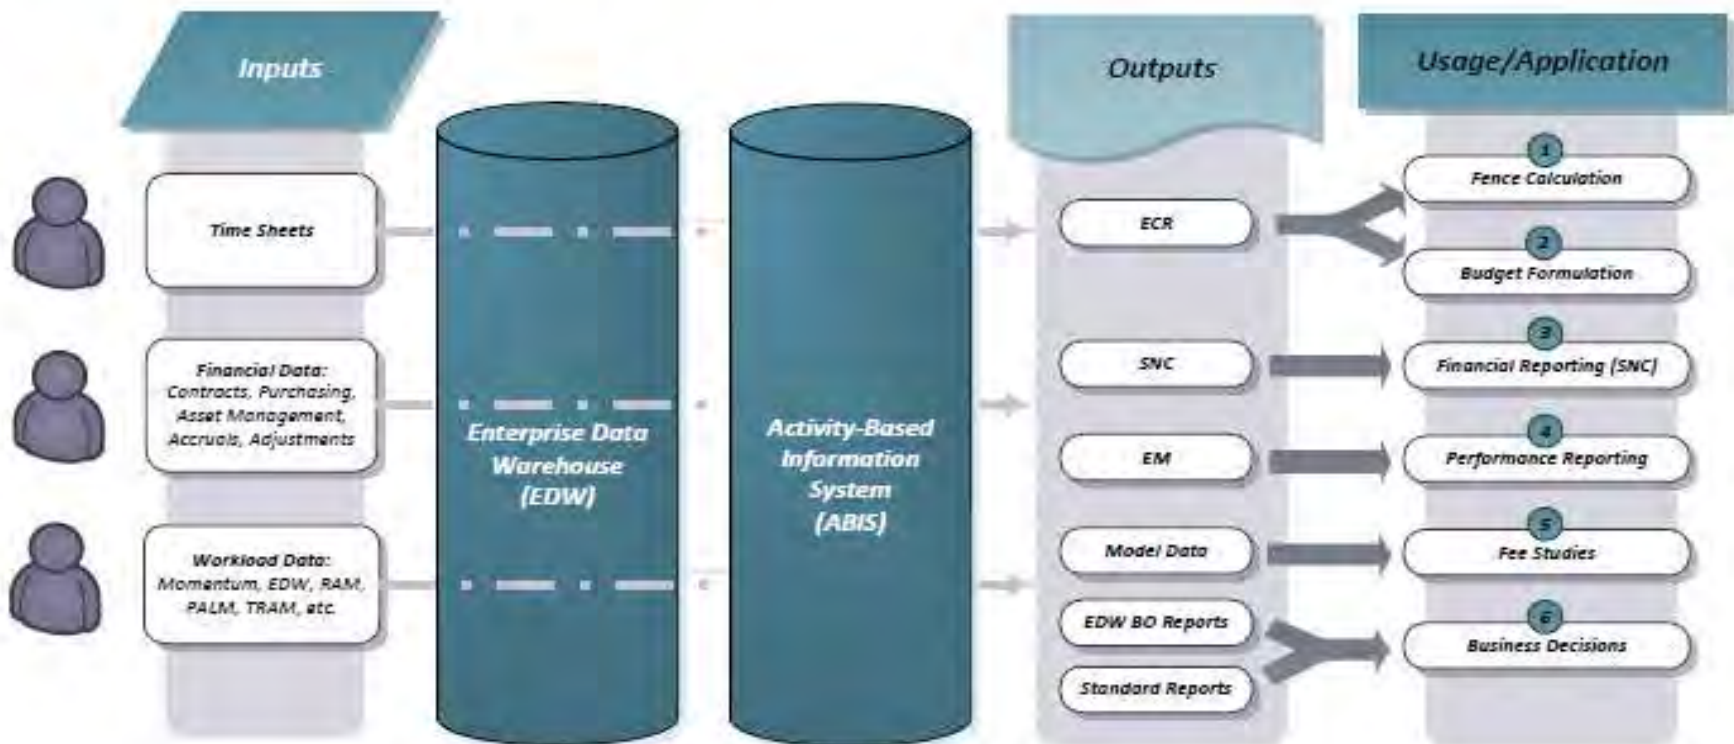 Inputs
Outputs
Usage/Application
Time Sheets
Financial Data:
Contracts, Purchasing,
Asset Management,
Accruals, Adjustments
Workload Data:
Momentum, EDW, RAM,
PALM, TRAM, etc.
Enterprise Data
Warehouse
(EDW)
Activity-Based
Information
System
(ABIS)
ECR
SNC
EM
Model Data
EDW BO Reports
Standard Reports
1
Fence Calculation
2
Budget Formulation
3
Financial Reporting (SNC)
4
Performance Reporting
5
Fee Studies
6
Business Decisions